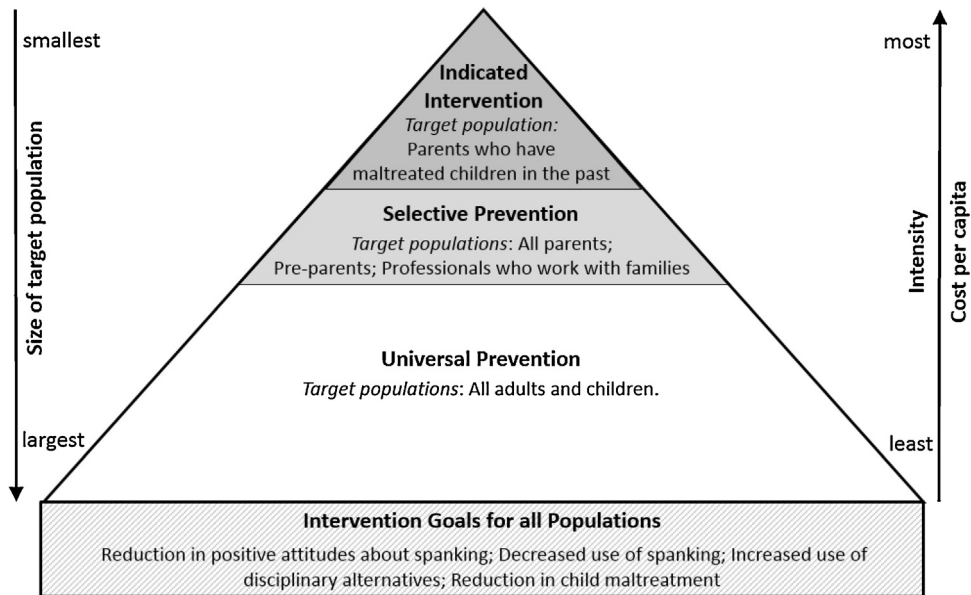 smallest
most
Indicated
Intervention
Target population:
Parents who have
maltreated children in the past
Selective Prevention
Target populations: All parents;
Pre-parents; Professionals who work with families
Size of target population
Intensity
Cost per capita
Universal Prevention
Target populations: All adults and children.
largest
least
Intervention Goals for all Populations
Reduction in positive attitudes about spanking; Decreased use of spanking; Increased use of
disciplinary alternatives; Reduction in child maltreatment